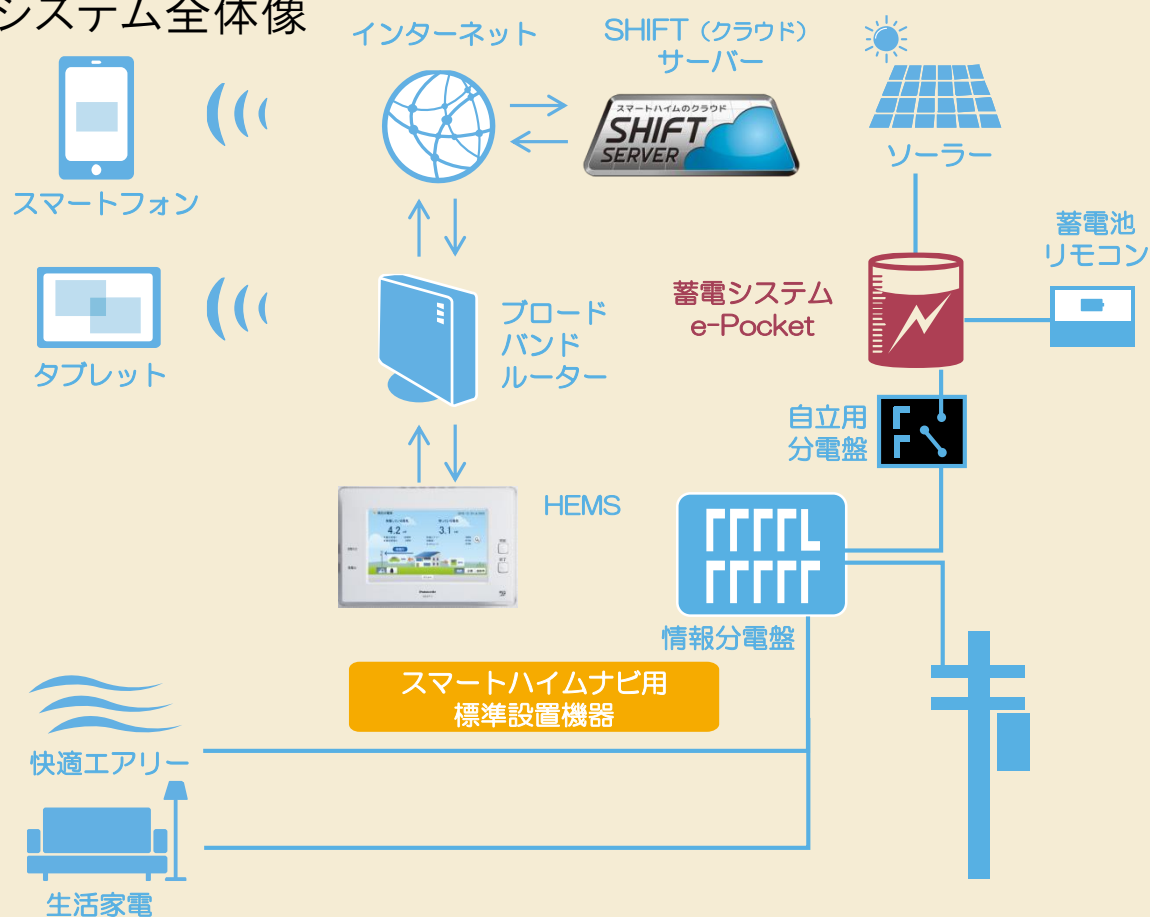 システム全体像
インターネット
SHIFT（クラウド）
サーバー
スマートハイムのクラウド
SHIFT
SERVER
ソーラー
スマートフォン
蓄電池
リモコン
蓄電システム
e-Pocket
ブロード
バンド
ルーター
タブレット
自立用
分電盤
HEMS
4.2
3.1
Panasonic
情報分電盤
スマートハイムナビ用
標準設置機器
快適エアリー
生活家電